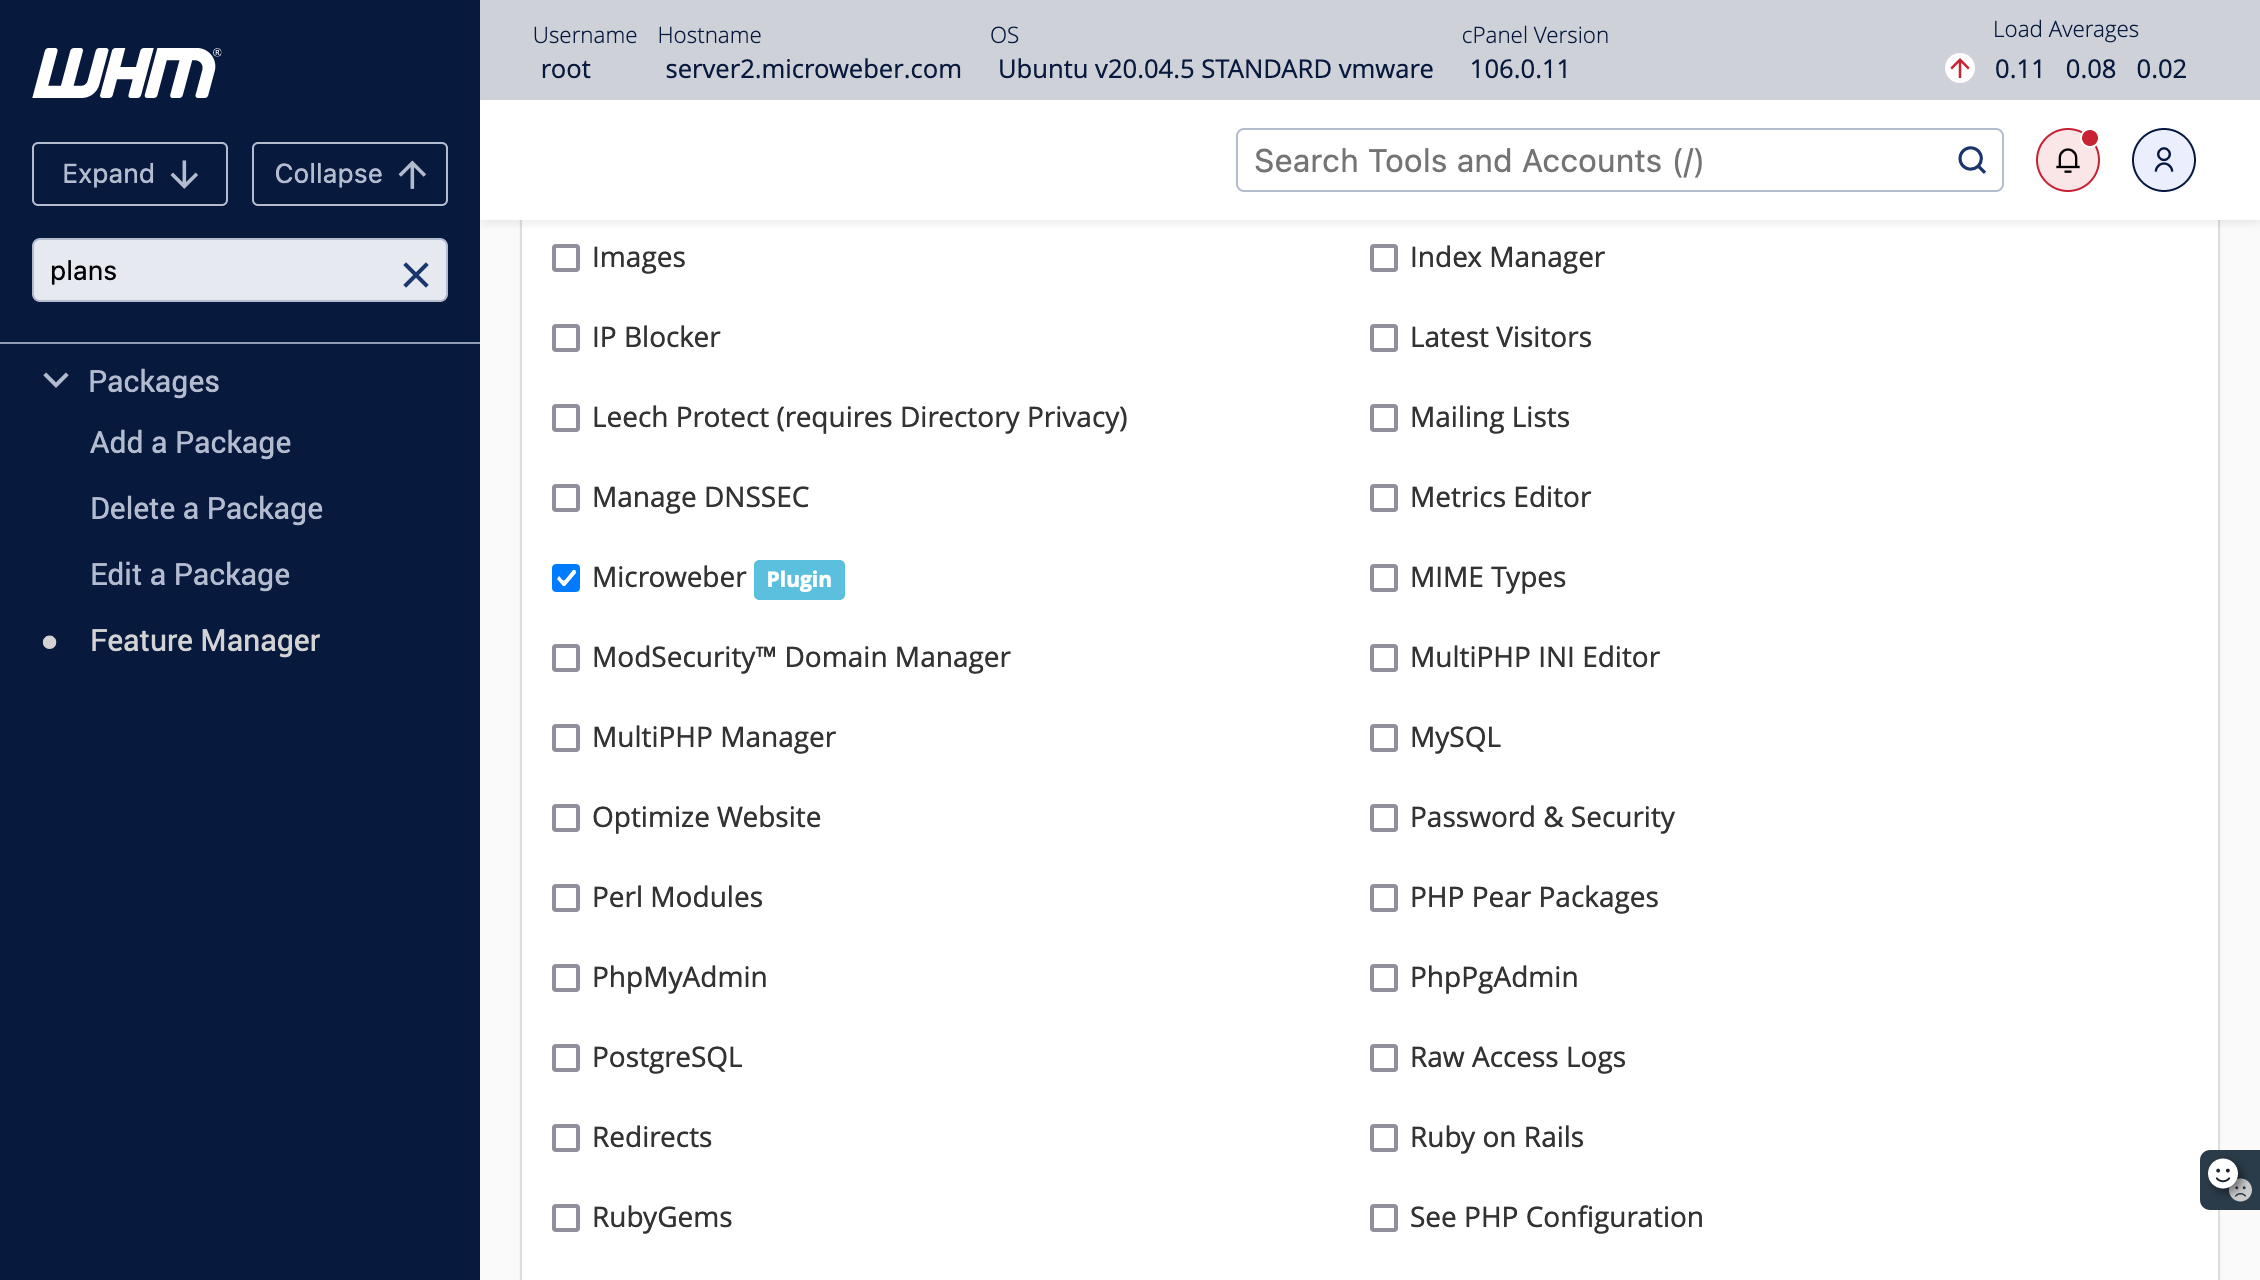 WHM®
Expand
Collapse
plans
Packages
Add a Package
Delete a Package
Edit a Package
Feature Manager
Username
root
Hostname
server2.microweber.com
OS
Ubuntu v20.04.5 STANDARD vmware
cPanel Version
106.0.11
Load Averages
0.11 0.08 0.02
Search Tools and Accounts (/)
Images
Index Manager
IP Blocker
Latest Visitors
Leech Protect (requires Directory Privacy)
Mailing Lists
Manage DNSSEC
Metrics Editor
Microweber Plugin
MIME Types
ModSecurity™ Domain Manager
MultiPHP INI Editor
MultiPHP Manager
MySQL
Optimize Website
Password & Security
Perl Modules
PHP Pear Packages
PhpMyAdmin
PhpPgAdmin
PostgreSQL
Raw Access Logs
Redirects
Ruby on Rails
RubyGems
See PHP Configuration